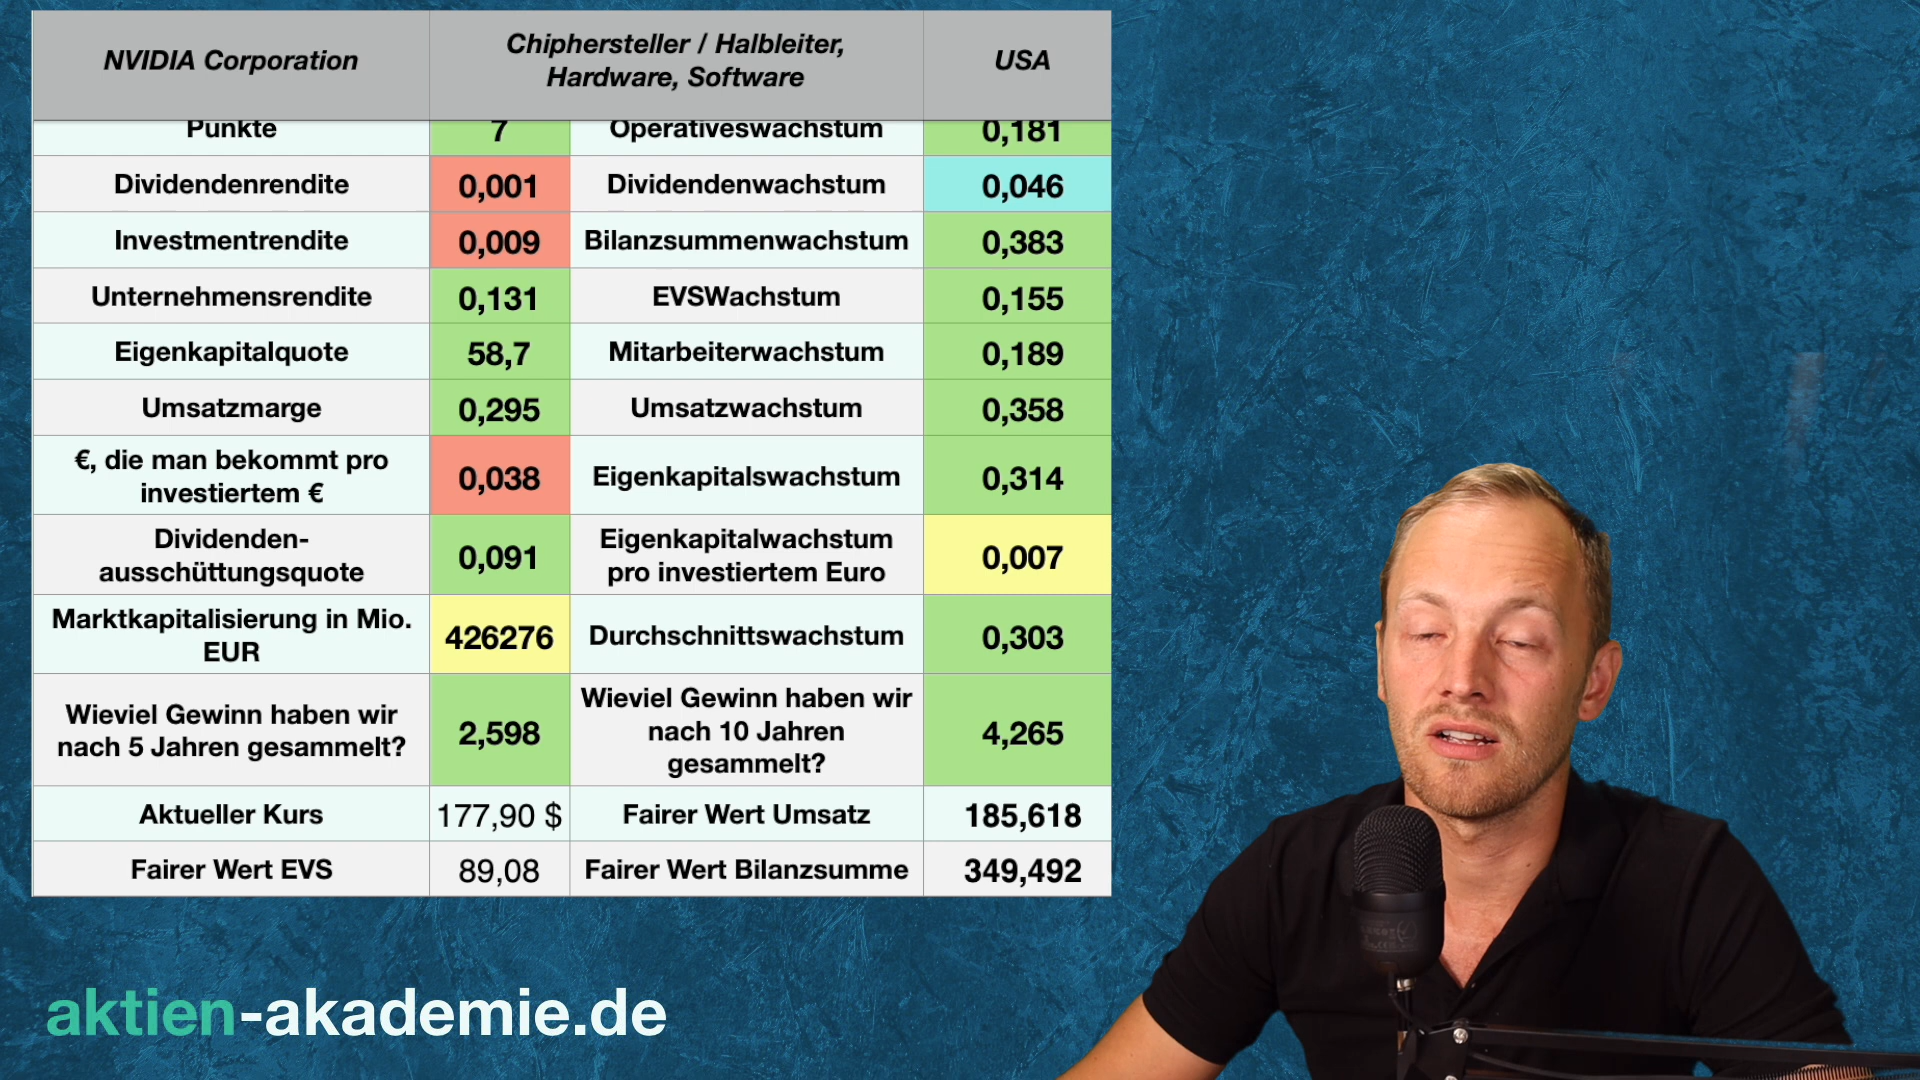 NVIDIA Corporation
Chiphersteller / Halbleiter,
Hardware, Software
USA
Punkte
7
Operativeswachstum
0,181
Dividendenrendite
0,001
Dividendenwachstum
0,046
Investmentrendite
0,009
Bilanzsummenwachstum
0,383
Unternehmensrendite
0,131
EVSWachstum
0,155
Eigenkapitalquote
58,7
Mitarbeiterwachstum
0,189
Umsatzmarge
0,295
Umsatzwachstum
0,358
€, die man bekommt pro
investiertem €
0,038
Eigenkapitalswachstum
0,314
Dividenden-
ausschüttungsquote
0,091
Eigenkapitalwachstum
pro investiertem Euro
0,007
Marktkapitalisierung in Mio.
EUR
426276
Durchschnittswachstum
0,303
Wieviel Gewinn haben wir
nach 5 Jahren gesammelt?
2,598
Wieviel Gewinn haben wir
nach 10 Jahren
gesammelt?
4,265
Aktueller Kurs
177,90 $
Fairer Wert Umsatz
185,618
Fairer Wert EVS
89,08
Fairer Wert Bilanzsumme
349,492
aktien-akademie.de